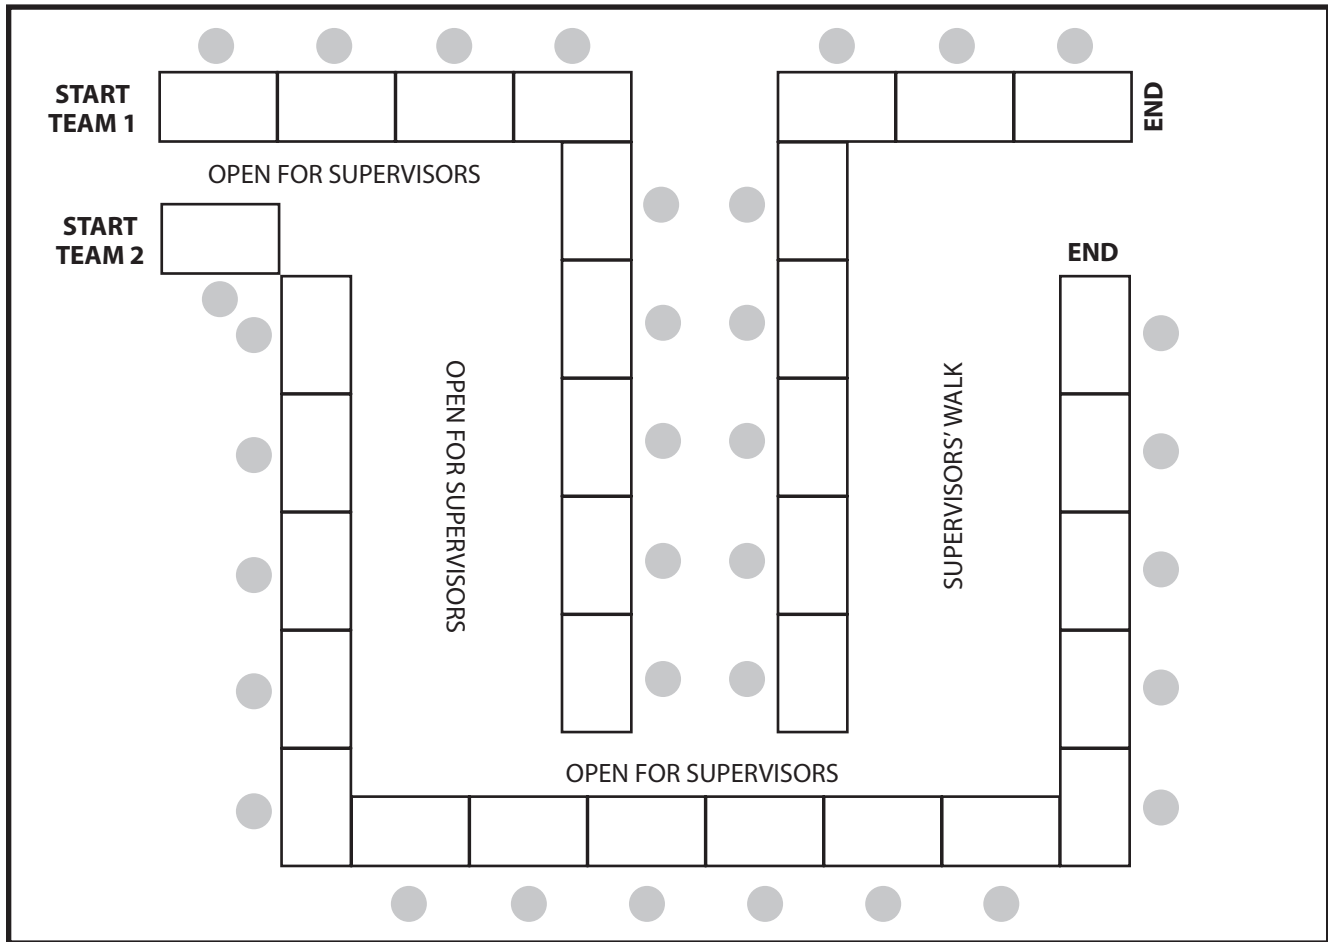 START
TEAM 1
END
OPEN FOR SUPERVISORS
START
TEAM 2
END
OPEN FOR SUPERVISORS
SUPERVISORS' WALK
OPEN FOR SUPERVISORS